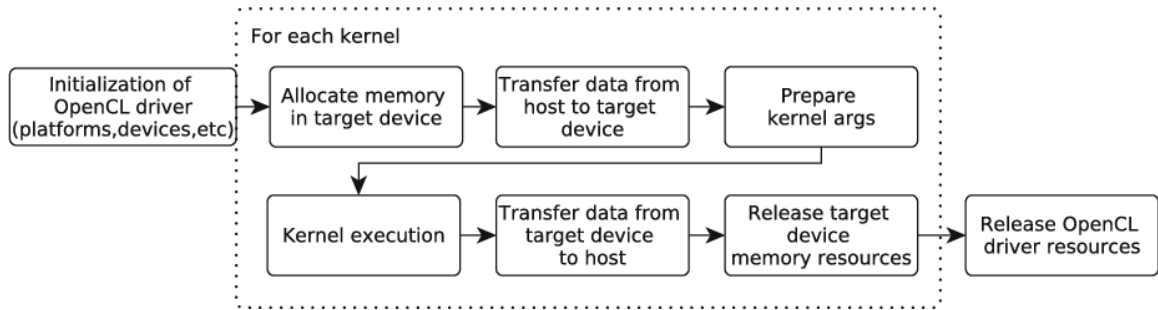 For each kernel
Initialization of
OpenCL driver
(platforms,devices,etc)
Allocate memory
in target device
Transfer data from
host to target
device
Prepare
kernel args
Kernel execution
Transfer data from
target device
to host
Release target
device
memory resources
Release OpenCL
driver resources